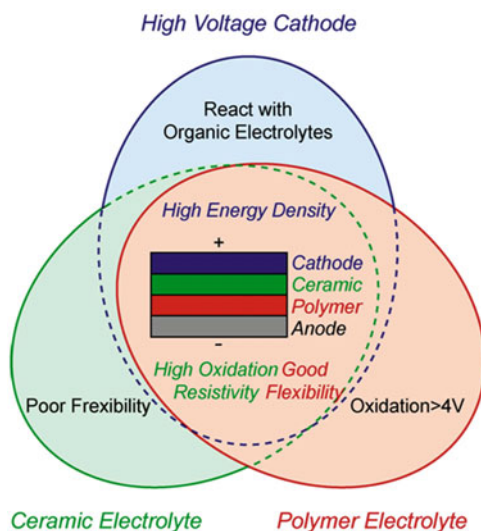 High Voltage Cathode
React with
Organic Electrolytes
High Energy Density
+
Cathode
Ceramic
Polymer
Anode
-
High Oxidation Good
Resistivity Flexibility
Poor Frexibility
Oxidation>4V
Ceramic Electrolyte
Polymer Electrolyte